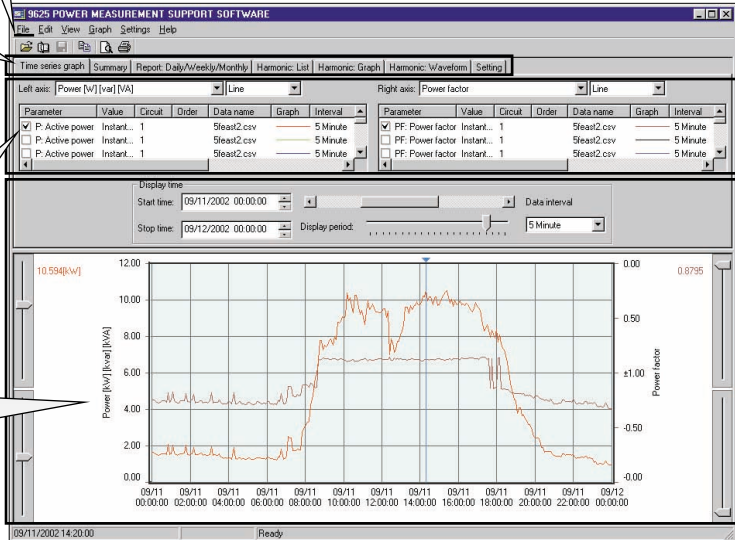 9625 POWER MEASUREMENT SUPPORT SOFTWARE
File Edit View Graph Settings Help
Time series graph Summary Report: Daily/Weekly/Monthly Harmonic: List Harmonic: Graph Harmonic: Waveform Setting
Left axis: Power [W] [var] [VA] Line Right axis: Power factor Line
Parameter Value Circuit Order Data name Graph Interval Parameter Value Circuit Order Data name Graph Interval
P: Active power Instant... 1 5feast2.csv 5 Minute PF: Power factor Instant... 1 5feast2.csv 5 Minute
P: Active power Instant... 1 5feast2.csv 5 Minute PF: Power factor Instant... 1 5feast2.csv 5 Minute
P: Active power Instant... 1 5feast2.csv 5 Minute PF: Power factor Instant... 1 5feast2.csv 5 Minute
Display time
Start time: 09/11/2002 00:00:00 Data interval
Stop time: 09/12/2002 00:00:00 Display period: 5 Minute
10.594[kW] 12.00 0.00 0.8795
10.00
0.50
8.00
6.00 ±1.00
4.00
-0.50
2.00
0.00 -0.00
Power [kW] [kvar] [kVA]
Power factor
09/11 09/11 09/11 09/11 09/11 09/11 09/11 09/11 09/11 09/11 09/11 09/11 09/12
00:00:00 02:00:00 04:00:00 06:00:00 08:00:00 10:00:00 12:00:00 14:00:00 16:00:00 18:00:00 20:00:00 22:00:00 00:00:00
09/11/2002 14:20:00 Ready